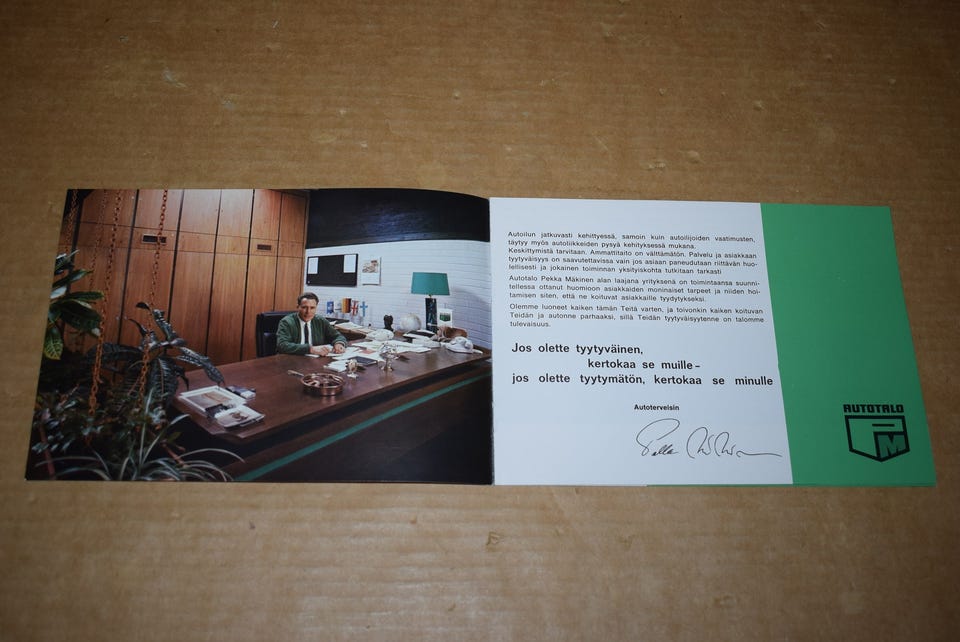 Autoilun jatkuvasti kehittyessä, samoin kuin autoilijoiden vaatimusten,
täytyy myös autoliikkeiden pysyä kehityksessä mukana.
Keskittymistä tarvitaan. Ammattitaito on välttämätön. Palvelu ja asiakkaan
tyytyväisyys on saavutettavissa vain jos asiaan paneudutaan riittävän huo-
lellisesti ja jokainen toiminnan yksityiskohta tutkitaan tarkasti
Autotalo Pekka Mäkinen alan laajana yrityksenä on toimintaansa suunni-
tellessa ottanut huomioon asiakkaiden moninaiset tarpeet ja niiden hoi-
tamisen siten, että ne koituvat asiakkaille tyydytykseksi.
Olemme luoneet kaiken tämän Teitä varten, ja toivonkin kaiken koituvan
Teidän ja autonne parhaaksi, sillä Teidän tyytyväisyytenne on talomme
tulevaisuus.
Jos olette tyytyväinen,
kertokaa se muille –
jos olette tyytymätön, kertokaa se minulle
Autoterveisin
AUTOTALO
PM